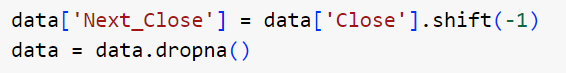 data['Next_Close'] = data['Close'].shift(-1)
data = data.dropna()